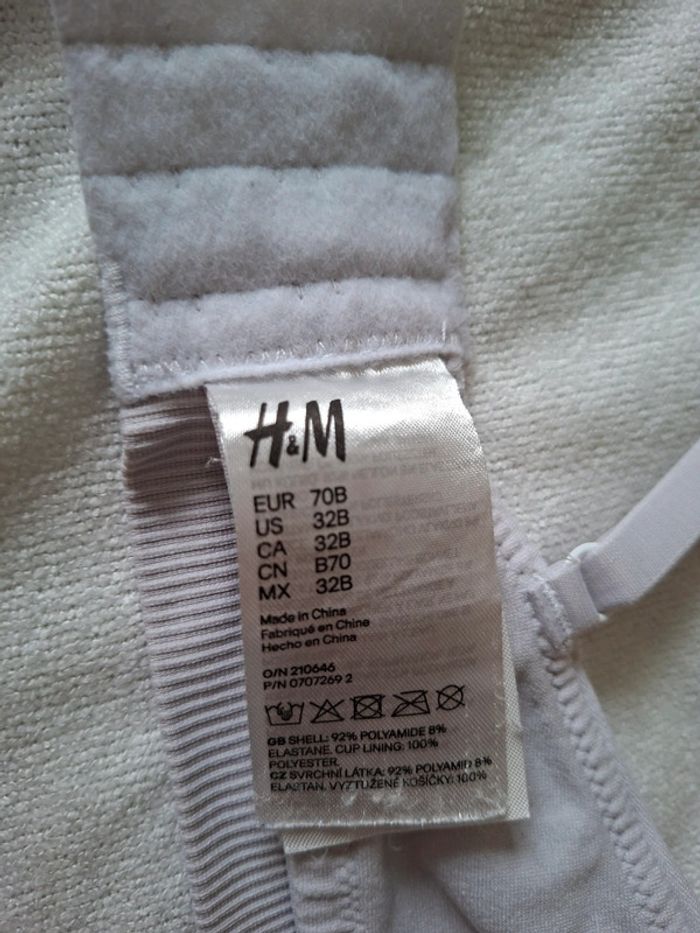 H&M
EUR 70B
US 32B
CA 32B
CN B70
MX 32B
Made in China
Fabriqué en Chine
Hecho en China
O/N 210646
P/N 0707269 2
GB SHELL: 92% POLYAMIDE 8%
ELASTANE. CUP LINING: 100%
POLYESTER.
CZ SVRCHNÍ LÁTKA: 92% POLYAMID 8%
ELASTAN. VYZTUŽENÉ KOŠÍČKY: 100%